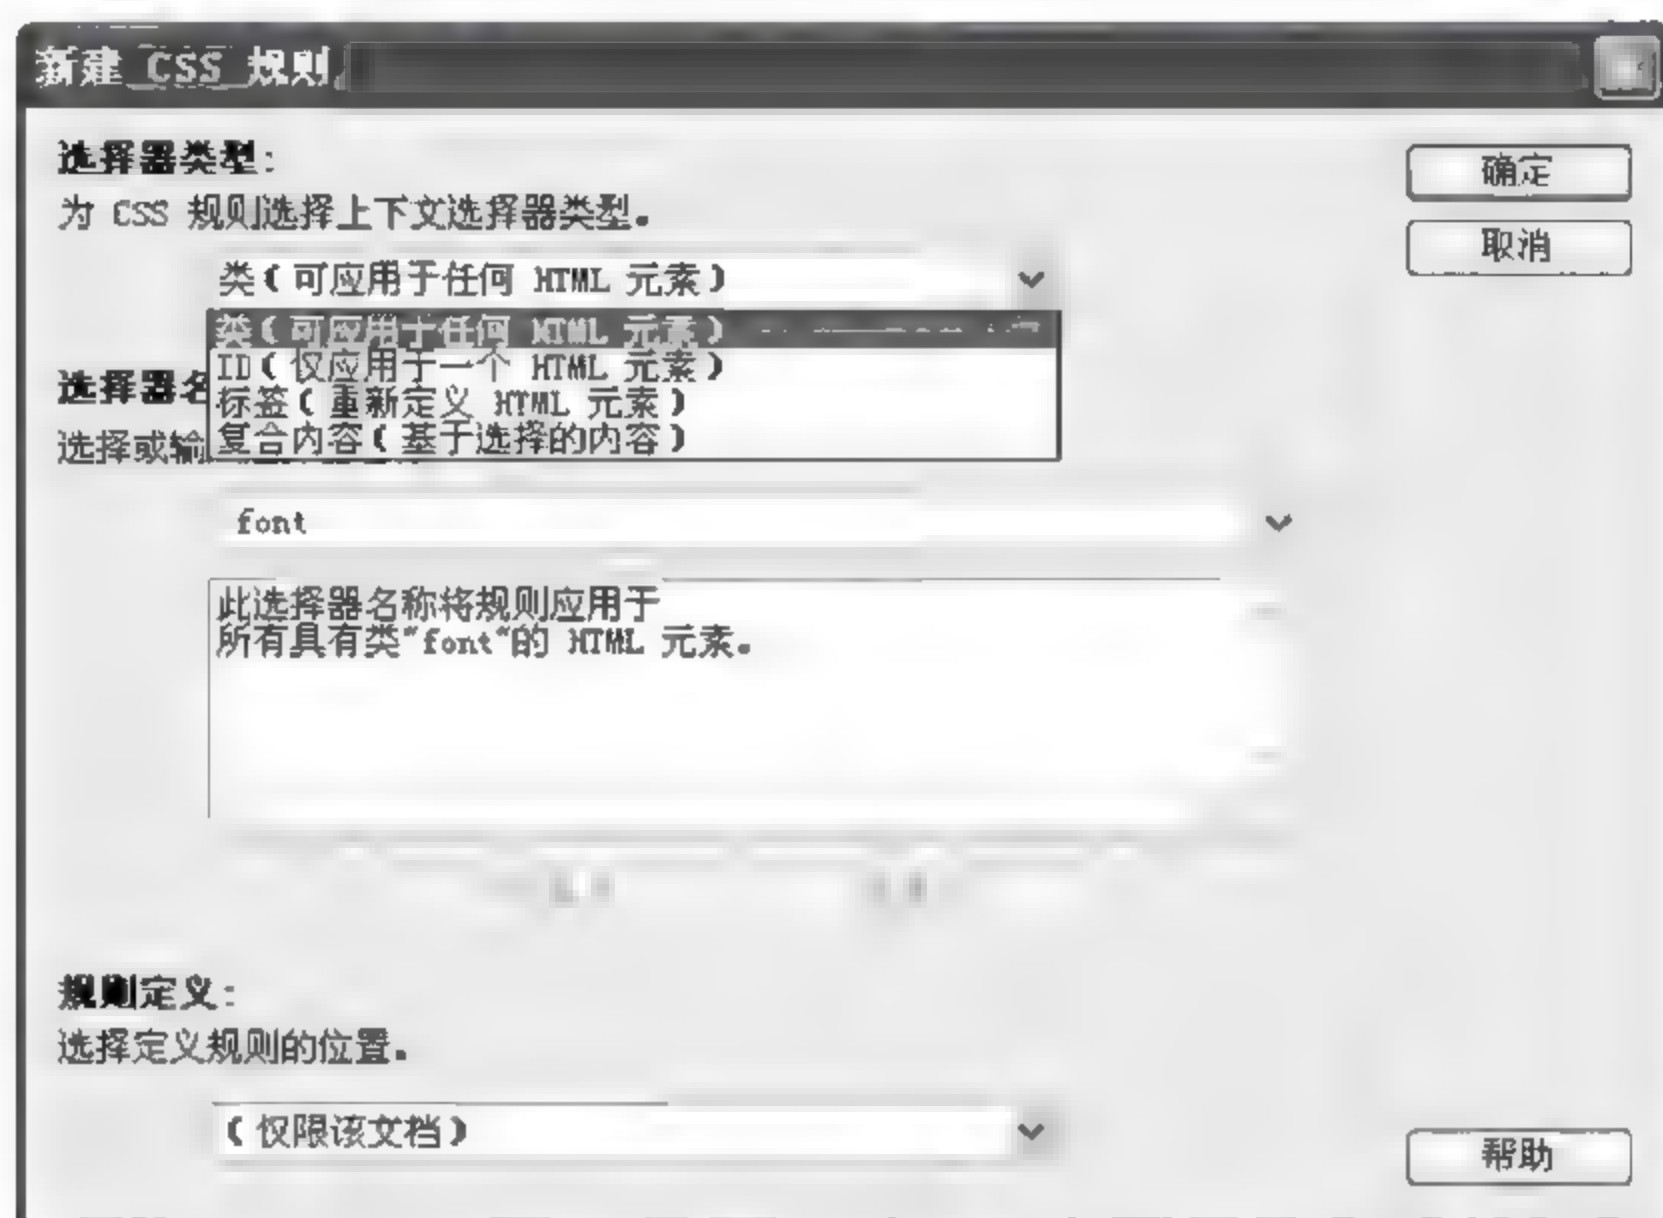 新建 CSS 规则
选择器类型：
为 CSS 规则选择上下文选择器类型。
类(可应用于任何 HTML 元素)
类(可应用于任何 HTML 元素)
ID(仅应用于一个 HTML 元素)
标签(重新定义 HTML 元素)
复合内容(基于选择的内容)
选择器名
选择或输
font
此选择器名称将规则应用于
所有具有类"font"的 HTML 元素。
规则定义：
选择定义规则的位置。
(仅限该文档)
确定
取消
帮助